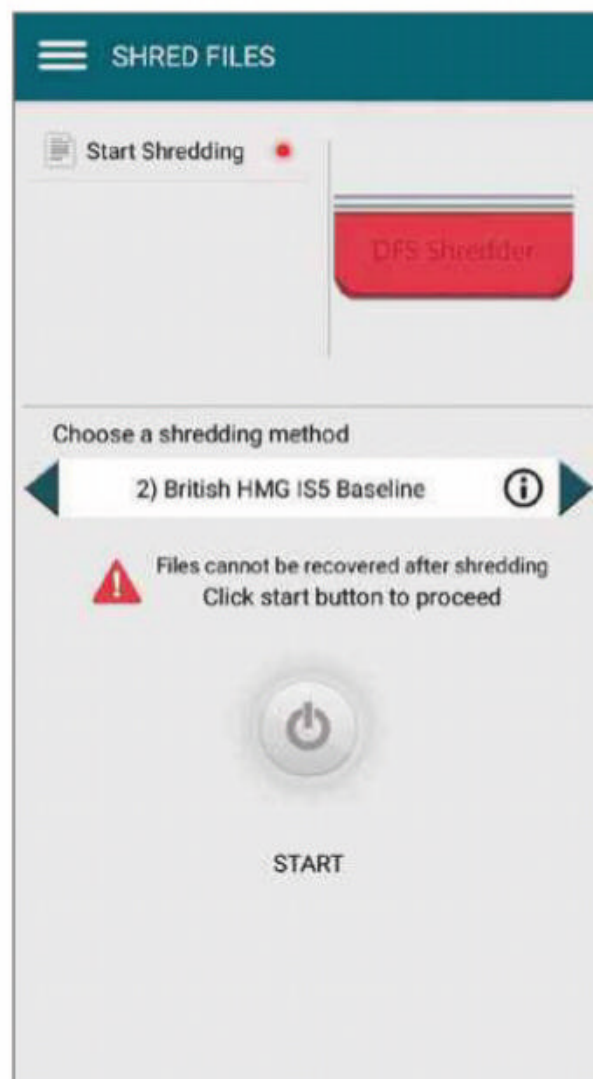 SHRED FILES
Start Shredding
DFS Shredder
Choose a shredding method
2) British HMG IS5 Baseline
Files cannot be recovered after shredding
Click start button to proceed
START